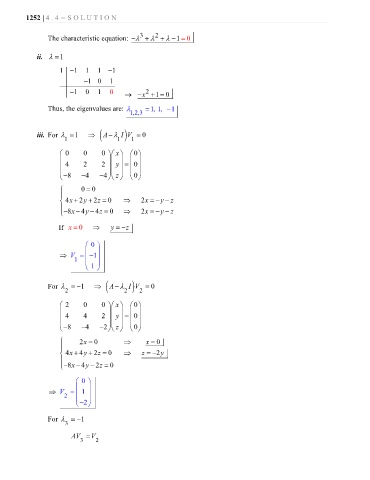 1252 | 4.4 – SOLUTION
The characteristic equation: −λ³ + λ² + λ − 1 = 0
ii. λ = 1
1 | −1 1 1 −1
−1 0 1
−1 0 1 0 → −x² + 1 = 0
Thus, the eigenvalues are: λ₁,₂,₃ = 1, 1, −1
iii. For λ₁ = 1 ⇒ (A − λ₁I)V₁ = 0
(0 0 0) (x) (0)
(4 2 2) (y) = (0)
(−8 −4 −4) (z) (0)
0 = 0
4x + 2y + 2z = 0 ⇒ 2x = −y − z
−8x − 4y − 4z = 0 ⇒ 2x = −y − z
If x = 0 ⇒ y = −z
(0)
⇒ V₁ = (−1)
(1)
For λ₂ = −1 ⇒ (A − λ₂I)V₂ = 0
(2 0 0) (x) (0)
(4 4 2) (y) = (0)
(−8 −4 −2) (z) (0)
2x = 0 ⇒ x = 0
4x + 4y + 2z = 0 ⇒ z = −2y
−8x − 4y − 2z = 0
(0)
⇒ V₂ = (1)
(−2)
For λ₃ = −1
AV₃ = V₂